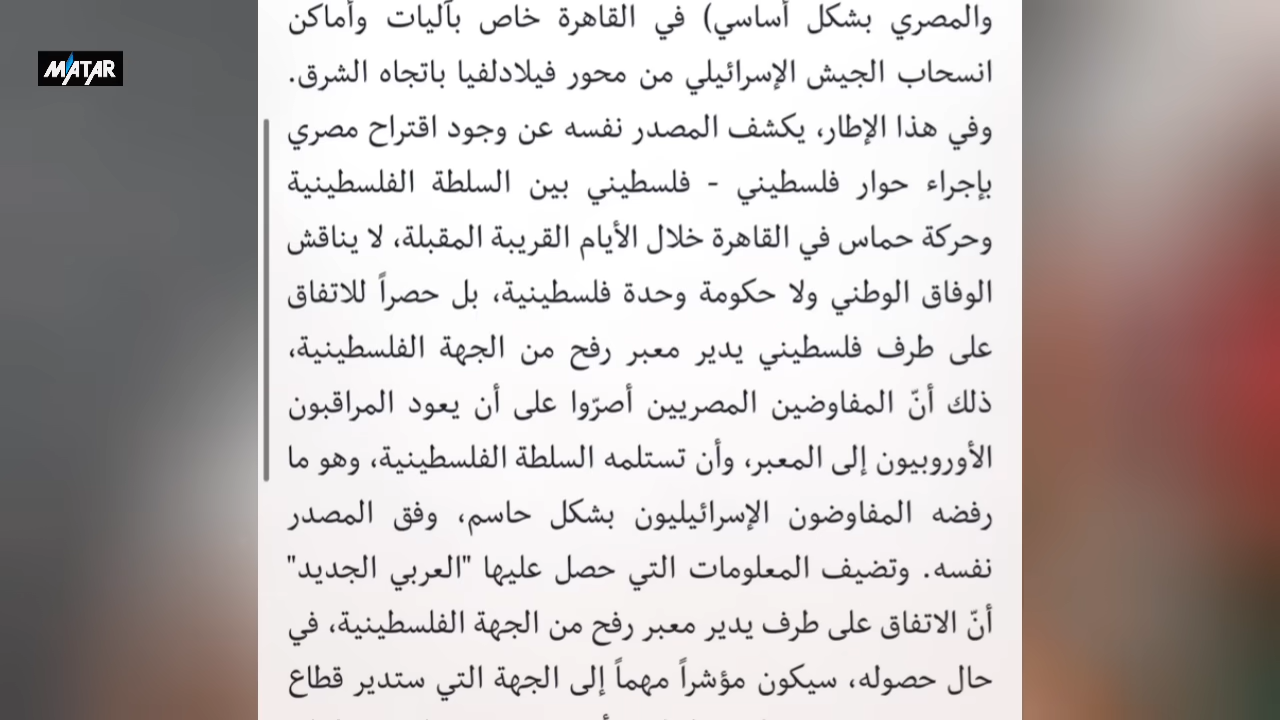 MATAR
والمصري بشكل أساسي) في القاهرة خاص بآليات وأماكن
انسحاب الجيش الإسرائيلي من محور فيلادلفيا باتجاه الشرق.
وفي هذا الإطار، يكشف المصدر نفسه عن وجود اقتراح مصري
بإجراء حوار فلسطيني - فلسطيني بين السلطة الفلسطينية
وحركة حماس في القاهرة خلال الأيام القريبة المقبلة، لا يناقش
الوفاق الوطني ولا حكومة وحدة فلسطينية، بل حصراً للاتفاق
على طرف فلسطيني يدير معبر رفح من الجهة الفلسطينية،
ذلك أنّ المفاوضين المصريين أصرّوا على أن يعود المراقبون
الأوروبيون إلى المعبر، وأن تستلمه السلطة الفلسطينية، وهو ما
رفضه المفاوضون الإسرائيليون بشكل حاسم، وفق المصدر
نفسه. وتضيف المعلومات التي حصل عليها "العربي الجديد"
أنّ الاتفاق على طرف يدير معبر رفح من الجهة الفلسطينية، في
حال حصوله، سيكون مؤشراً مهماً إلى الجهة التي ستدير قطاع